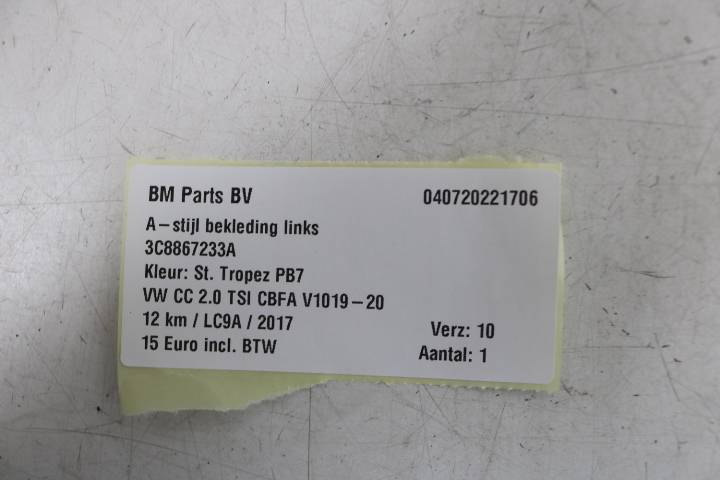 BM Parts BV 040720221706
A-stijl bekleding links
3C8867233A
Kleur: St. Tropez PB7
VW CC 2.0 TSI CBFA V1019-20
12 km / LC9A / 2017 Verz: 10
15 Euro incl. BTW Aantal: 1